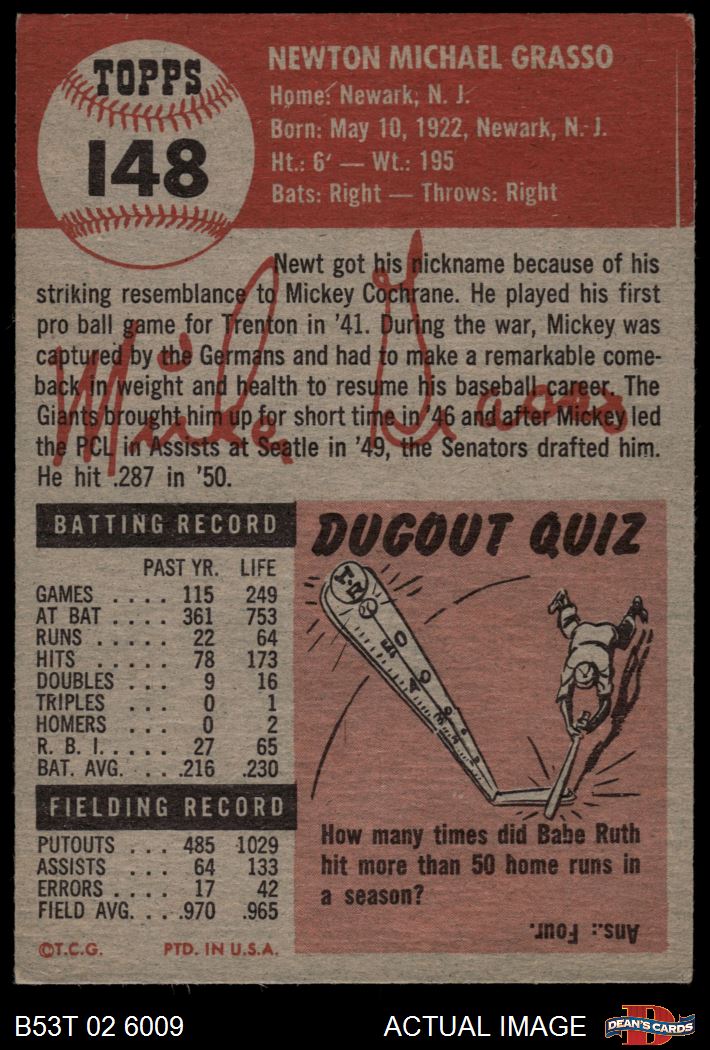 TOPPS
148
NEWTON MICHAEL GRASSO
Home: Newark, N. J.
Born: May 10, 1922, Newark, N. J.
Ht.: 6' — Wt.: 195
Bats: Right — Throws: Right
Newt got his nickname because of his
striking resemblance to Mickey Cochrane. He played his first
pro ball game for Trenton in '41. During the war, Mickey was
captured by the Germans and had to make a remarkable come-
back in weight and health to resume his baseball career. The
Giants brought him up for short time in '46 and after Mickey led
the PCL in Assists at Seatle in '49, the Senators drafted him.
He hit .287 in '50.
Mike Grasso
BATTING RECORD
PAST YR. LIFE
GAMES .... 115 249
AT BAT .... 361 753
RUNS ..... 22 64
HITS ..... 78 173
DOUBLES ... 9 16
TRIPLES ... 0 1
HOMERS ... 0 2
R. B. I. .... 27 65
BAT. AVG. ... .216 .230
FIELDING RECORD
PUTOUTS ... 485 1029
ASSISTS ... 64 133
ERRORS .... 17 42
FIELD AVG. ... .970 .965
©T.C.G. PTD. IN U.S.A.
DUGOUT QUIZ
How many times did Babe Ruth
hit more than 50 home runs in
a season?
Ans.: Four.
B53T 02 6009 ACTUAL IMAGE DEAN'S CARDS